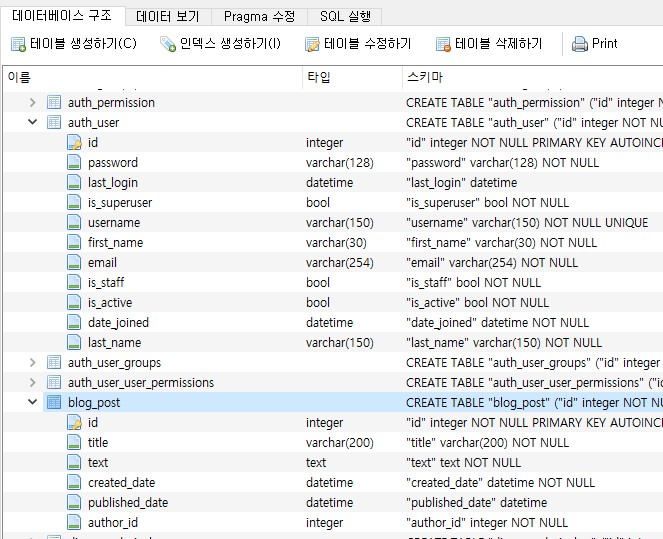 데이터베이스 구조 데이터 보기 Pragma 수정 SQL 실행
테이블 생성하기(C) 인덱스 생성하기(I) 테이블 수정하기 테이블 삭제하기 Print
이름 타입 스키마
auth_permission CREATE TABLE "auth_permission" ("id" integer N
auth_user CREATE TABLE "auth_user" ("id" integer NOT NU
id integer "id" integer NOT NULL PRIMARY KEY AUTOINC
password varchar(128) "password" varchar(128) NOT NULL
last_login datetime "last_login" datetime
is_superuser bool "is_superuser" bool NOT NULL
username varchar(150) "username" varchar(150) NOT NULL UNIQUE
first_name varchar(30) "first_name" varchar(30) NOT NULL
email varchar(254) "email" varchar(254) NOT NULL
is_staff bool "is_staff" bool NOT NULL
is_active bool "is_active" bool NOT NULL
date_joined datetime "date_joined" datetime NOT NULL
last_name varchar(150) "last_name" varchar(150) NOT NULL
auth_user_groups CREATE TABLE "auth_user_groups" ("id" integer
auth_user_user_permissions CREATE TABLE "auth_user_user_permissions" ("id
blog_post CREATE TABLE "blog_post" ("id" integer NOT NU
id integer "id" integer NOT NULL PRIMARY KEY AUTOINC
title varchar(200) "title" varchar(200) NOT NULL
text text "text" text NOT NULL
created_date datetime "created_date" datetime NOT NULL
published_date datetime "published_date" datetime
author_id integer "author_id" integer NOT NULL